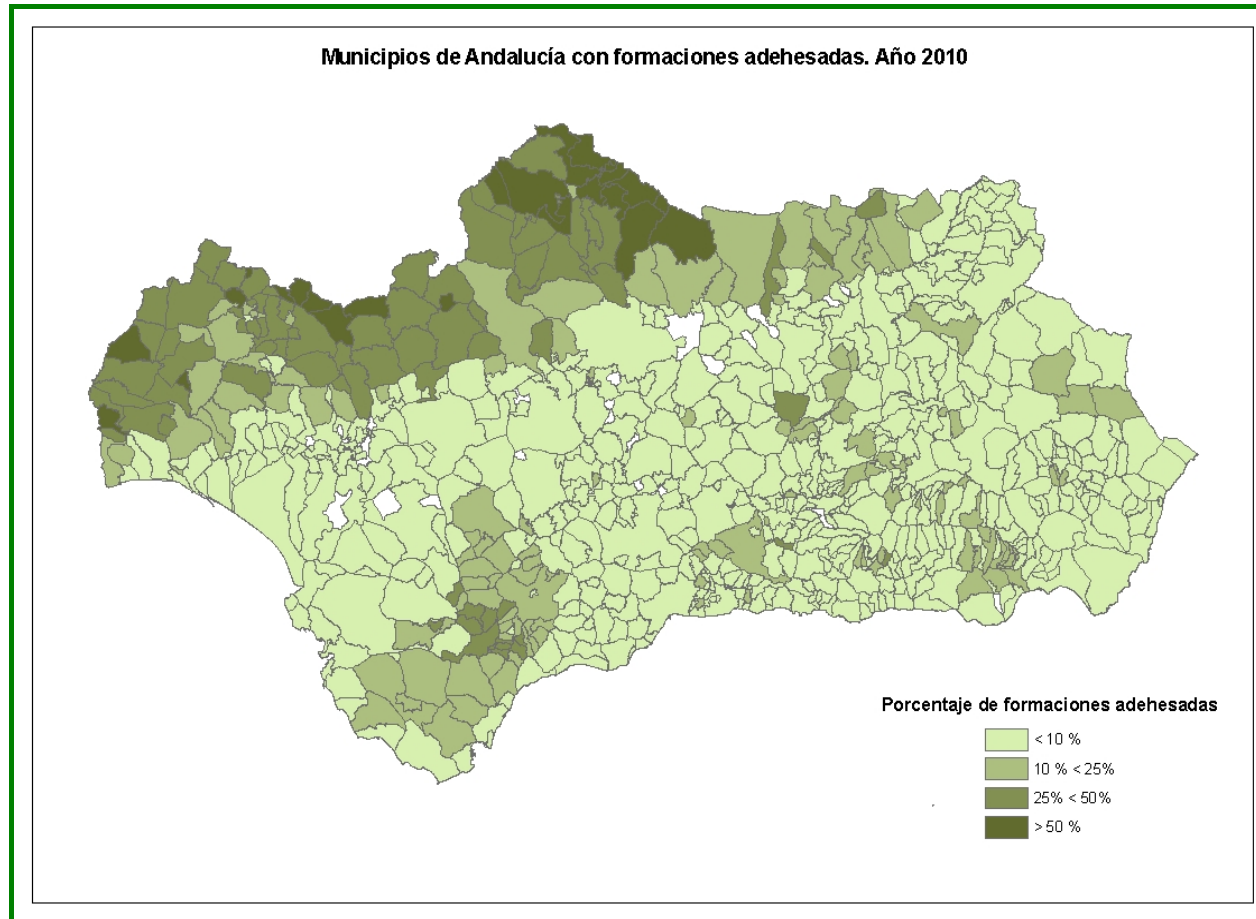 Municipios de Andalucía con formaciones adehesadas. Año 2010
Porcentaje de formaciones adehesadas
< 10 %
10 % < 25%
25% < 50%
> 50 %